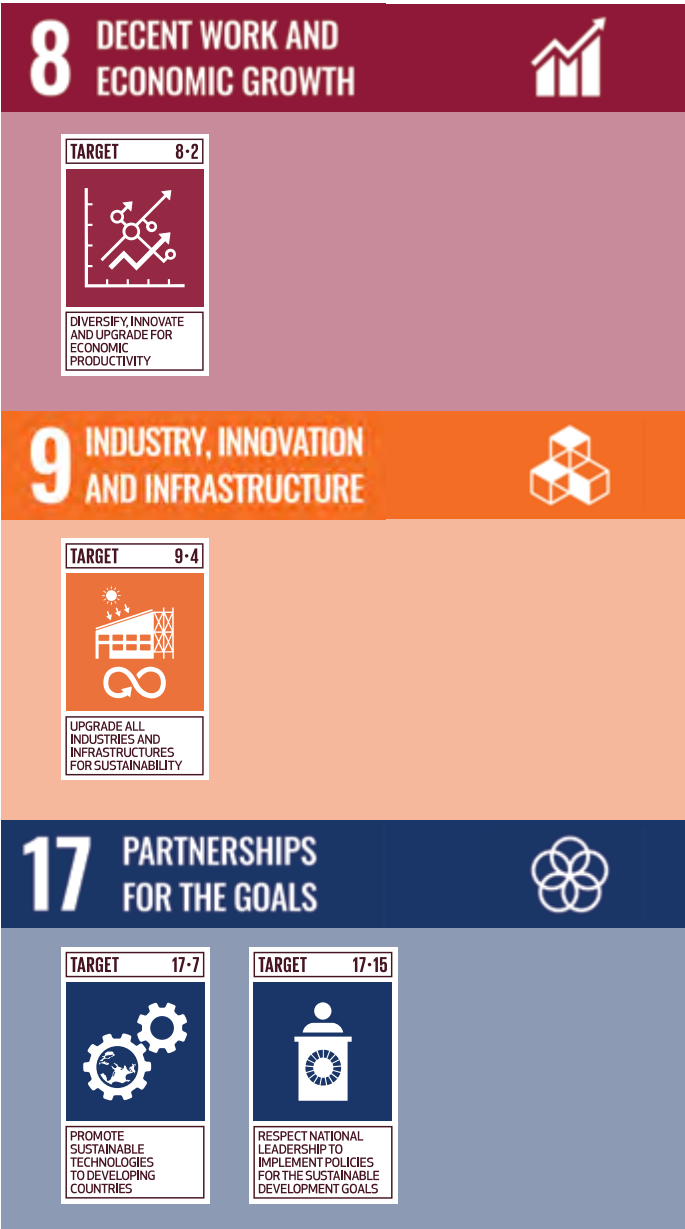 8 DECENT WORK AND
ECONOMIC GROWTH
TARGET 8·2
DIVERSIFY, INNOVATE
AND UPGRADE FOR
ECONOMIC
PRODUCTIVITY
9 INDUSTRY, INNOVATION
AND INFRASTRUCTURE
TARGET 9·4
UPGRADE ALL
INDUSTRIES AND
INFRASTRUCTURES
FOR SUSTAINABILITY
17 PARTNERSHIPS
FOR THE GOALS
TARGET 17·7
PROMOTE
SUSTAINABLE
TECHNOLOGIES
TO DEVELOPING
COUNTRIES
TARGET 17·15
RESPECT NATIONAL
LEADERSHIP TO
IMPLEMENT POLICIES
FOR THE SUSTAINABLE
DEVELOPMENT GOALS